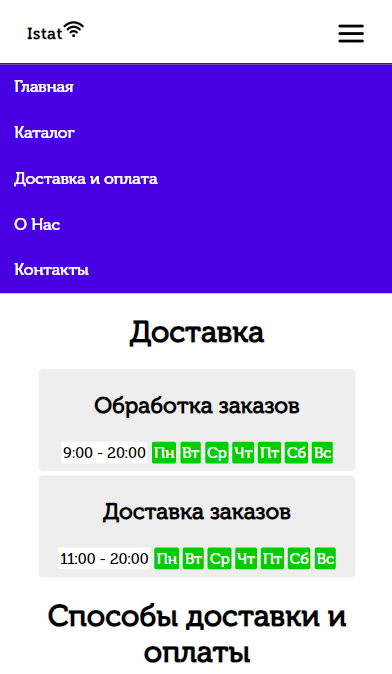 Istat
Главная
Каталог
Доставка и оплата
О Нас
Контакты
Доставка
Обработка заказов
9:00 - 20:00 Пн Вт Ср Чт Пт Сб Вс
Доставка заказов
11:00 - 20:00 Пн Вт Ср Чт Пт Сб Вс
Способы доставки и
оплаты